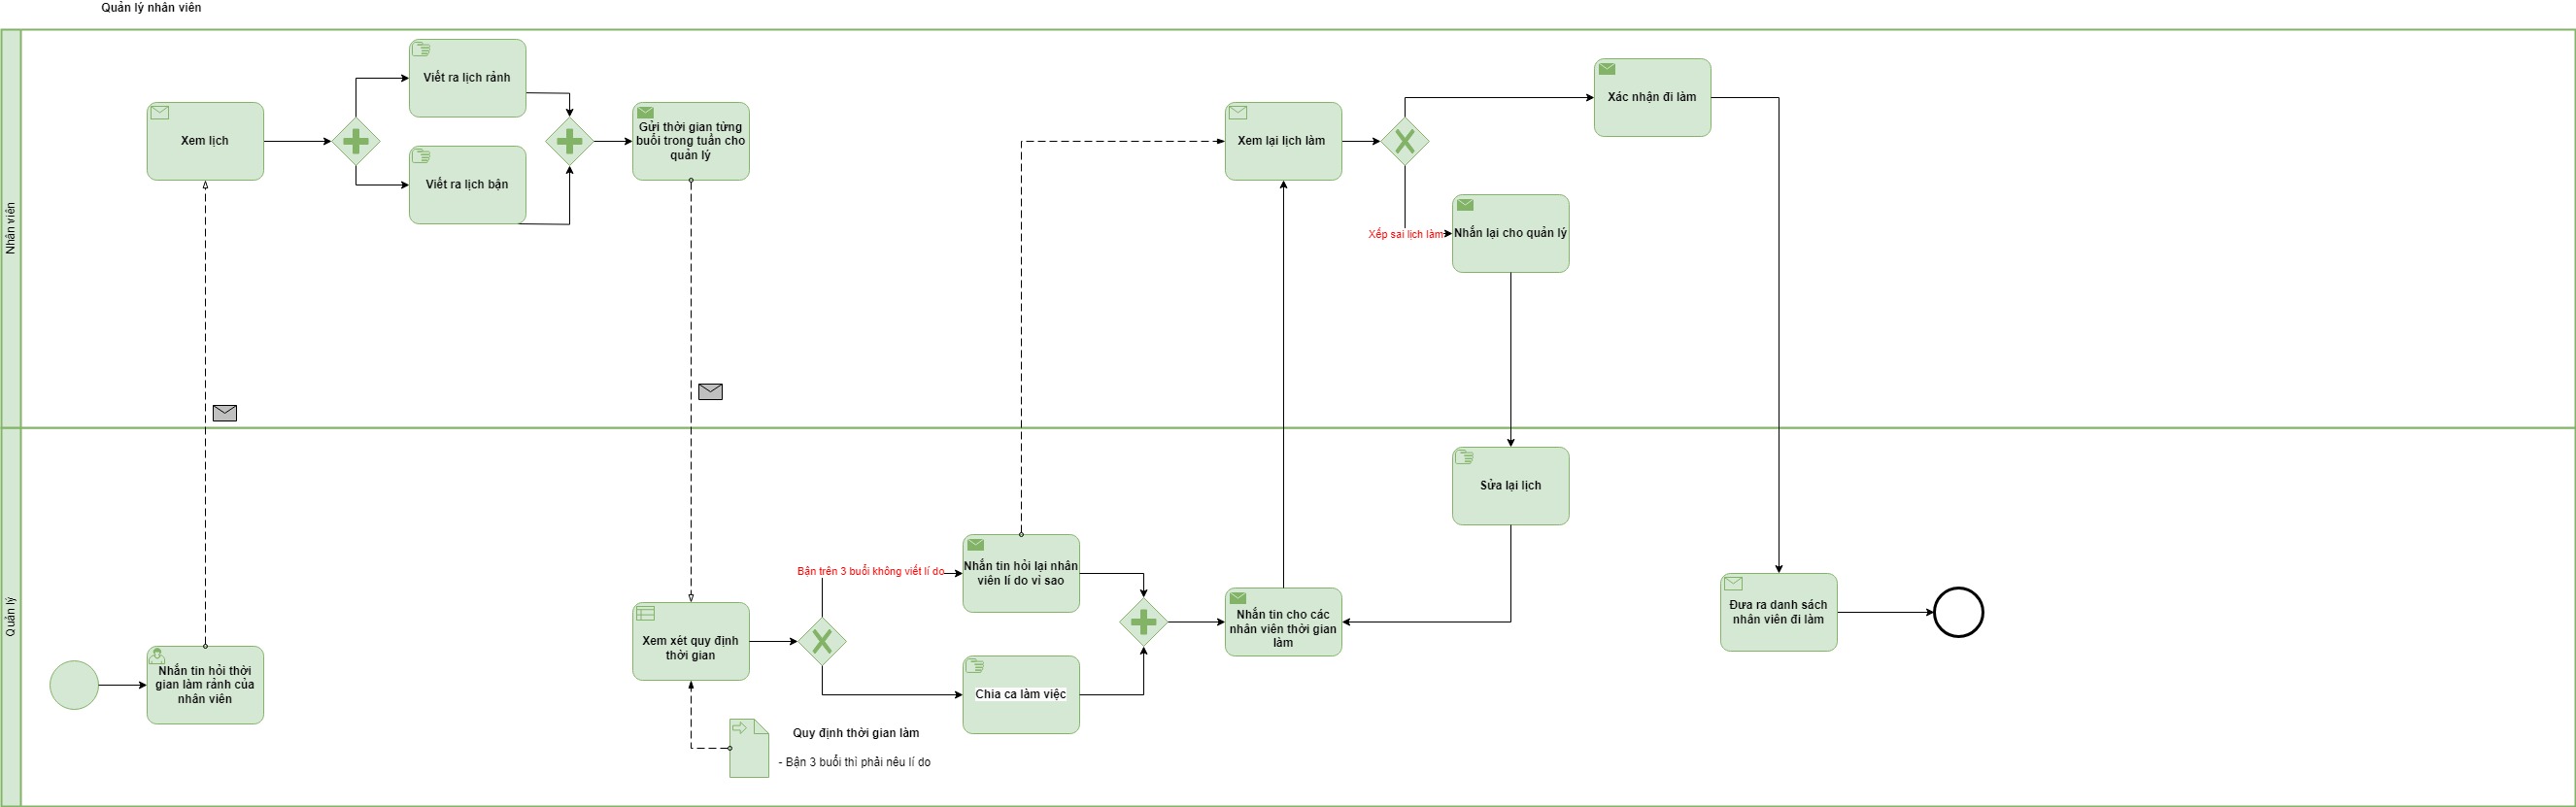 Quản lý nhân viên
Nhân viên
Xem lịch
Viết ra lịch rảnh
Viết ra lịch bận
Gửi thời gian từng
buổi trong tuần cho
quản lý
Xem lại lịch làm
Xác nhận đi làm
Xếp sai lịch làm
Nhắn lại cho quản lý
Quản lý
Nhắn tin hỏi thời
gian làm rảnh của
nhân viên
Xem xét quy định
thời gian
Bận trên 3 buổi không viết lí do
Nhắn tin hỏi lại nhân
viên lí do vì sao
Chia ca làm việc
Quy định thời gian làm
- Bận 3 buổi thì phải nêu lí do
Nhắn tin cho các
nhân viên thời gian
làm
Sửa lại lịch
Đưa ra danh sách
nhân viên đi làm